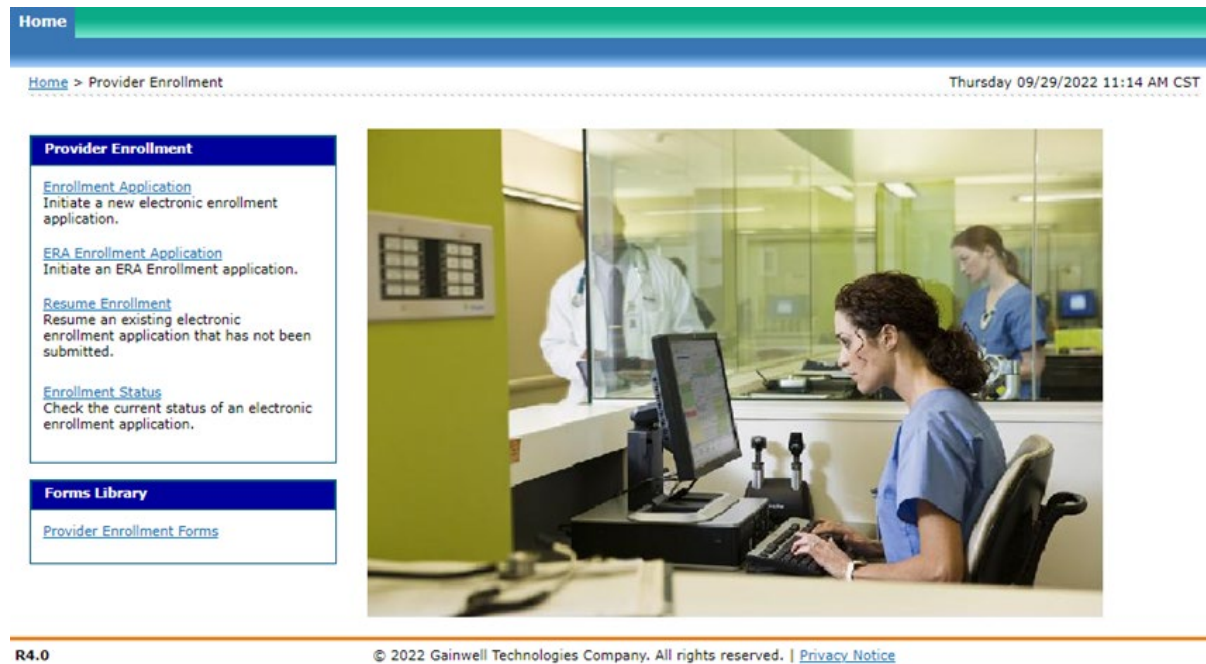 Home
Home > Provider Enrollment
Thursday 09/29/2022 11:14 AM CST
Provider Enrollment
Enrollment Application
Initiate a new electronic enrollment
application.
ERA Enrollment Application
Initiate an ERA Enrollment application.
Resume Enrollment
Resume an existing electronic
enrollment application that has not been
submitted.
Enrollment Status
Check the current status of an electronic
enrollment application.
Forms Library
Provider Enrollment Forms
R4.0
© 2022 Gainwell Technologies Company. All rights reserved. | Privacy Notice